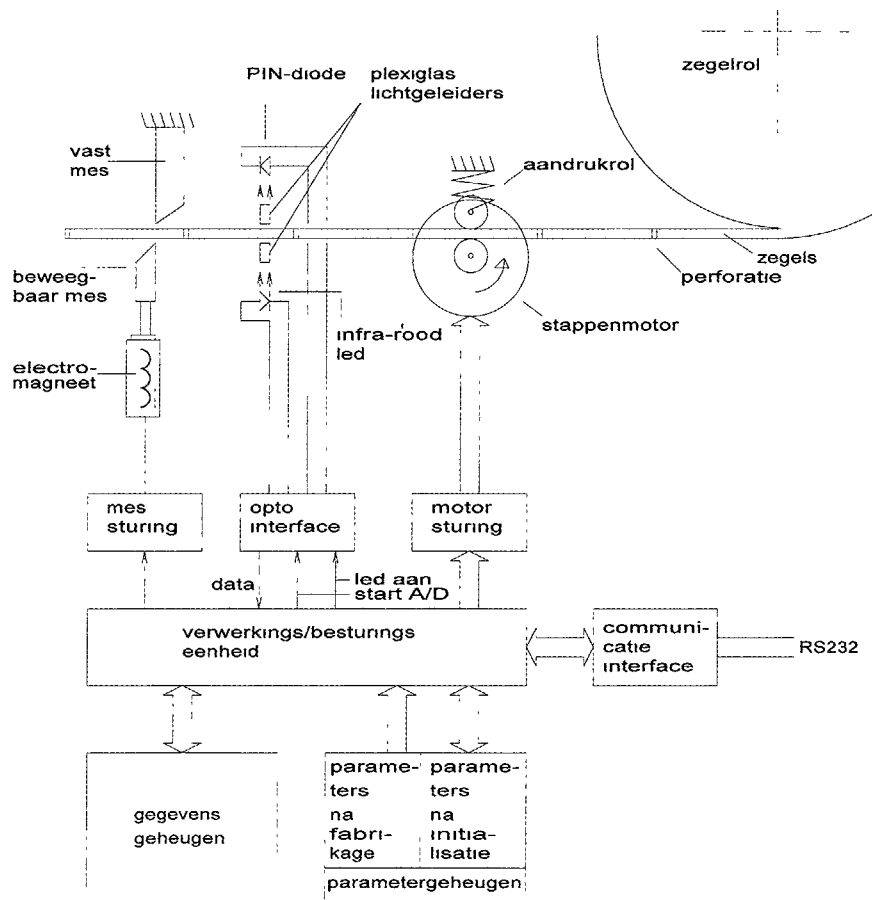 zegelrol
PIN-diode
plexiglas
lichtgeleiders
vast
mes
aandrukrol
zegels
perforatie
beweeg-
baar mes
stappenmotor
infra-rood
led
electro-
magneet
mes
sturing
opto
interface
motor
sturing
data
led aan
start A/D
verwerkings/besturings
eenheid
communi-
catie
interface
RS232
gegevens
geheugen
parame-
ters
na
fabri-
kage
parame-
ters
na
initia-
lisatie
parametergeheugen